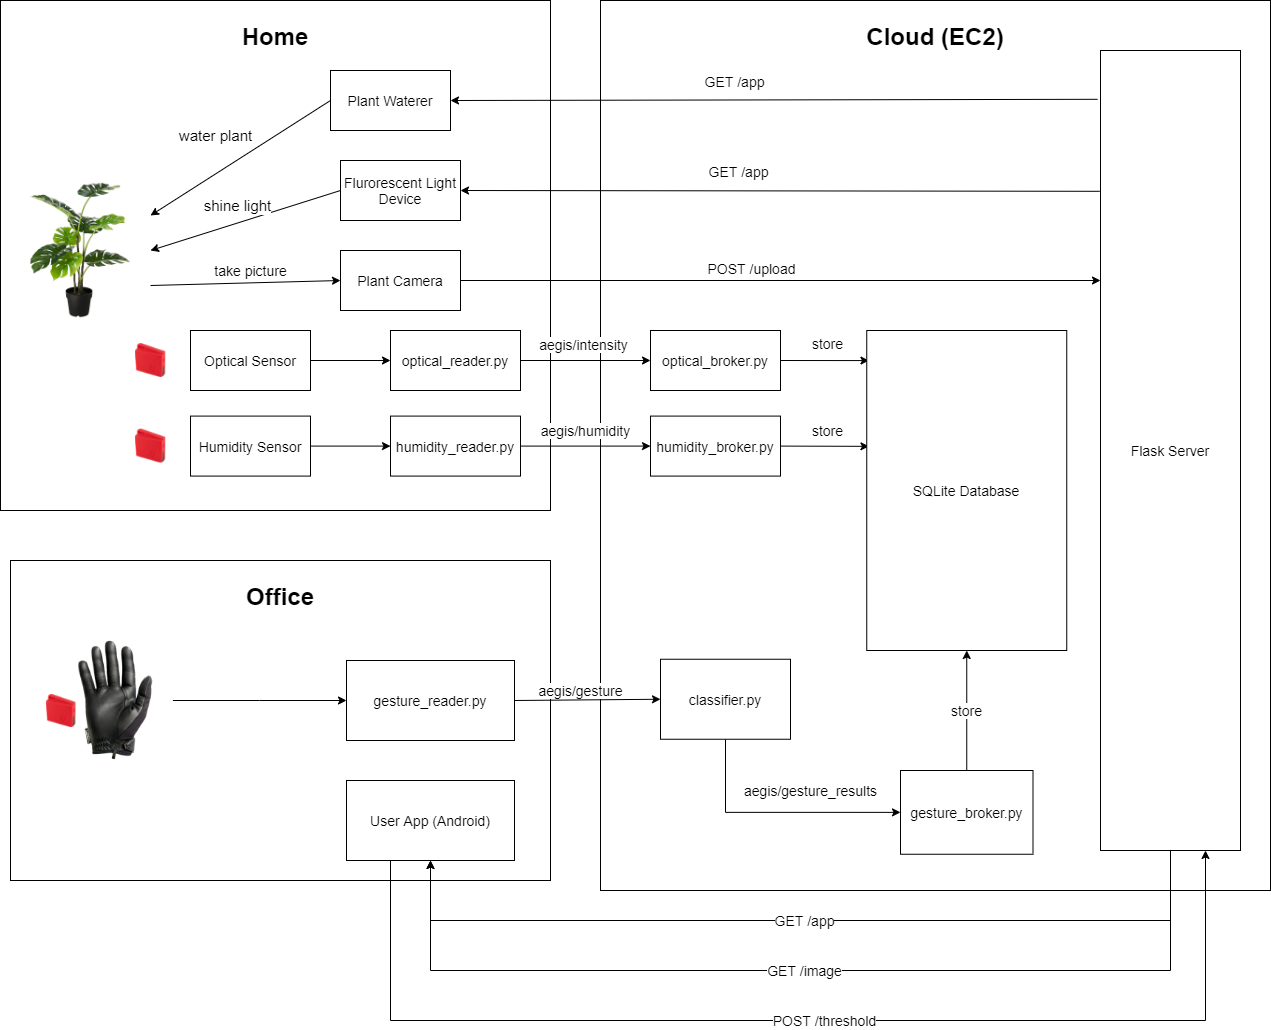 Home
Cloud (EC2)
Plant Waterer
GET /app
water plant
Flurorescent Light
Device
GET /app
shine light
take picture
Plant Camera
POST /upload
Optical Sensor
optical_reader.py
aegis/intensity
optical_broker.py
store
Humidity Sensor
humidity_reader.py
aegis/humidity
humidity_broker.py
store
SQLite Database
Flask Server
Office
gesture_reader.py
aegis/gesture
classifier.py
store
aegis/gesture_results
gesture_broker.py
User App (Android)
GET /app
GET /image
POST /threshold